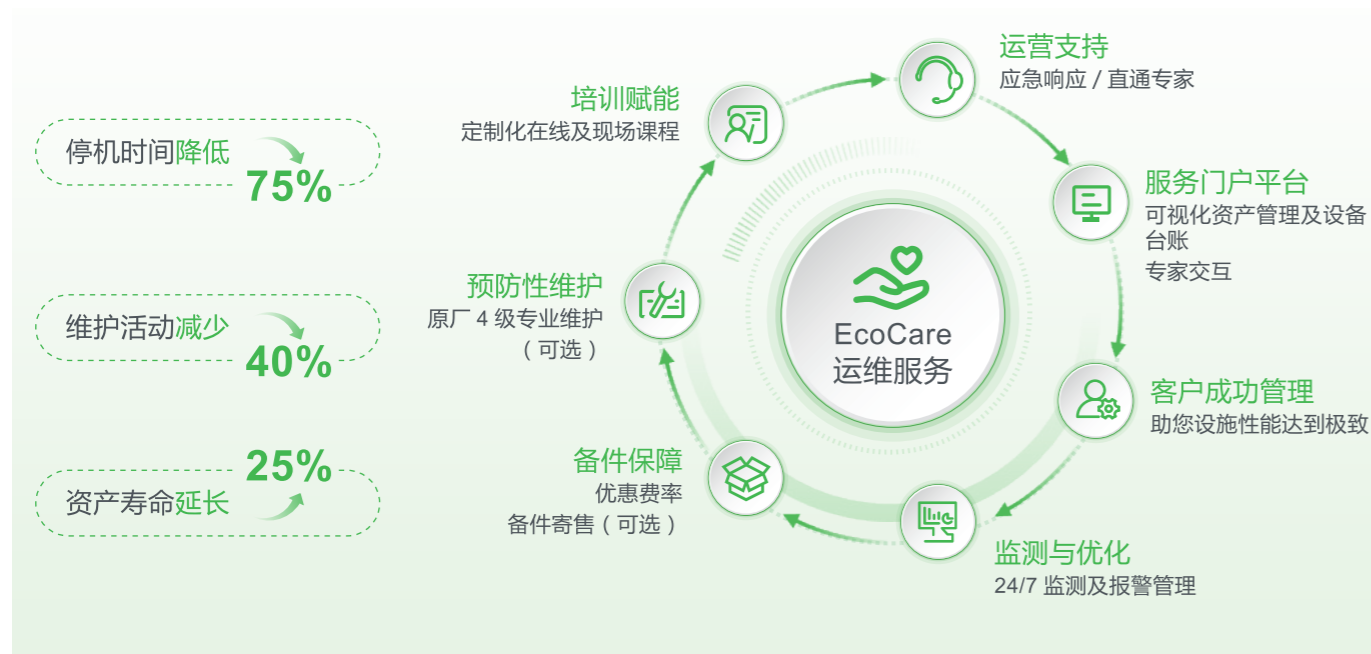 停机时间降低
75%
维护活动减少
40%
25%
资产寿命延长
EcoCare
运维服务
运营支持
应急响应 / 直通专家
服务门户平台
可视化资产管理及设备
台账
专家交互
客户成功管理
助您设施性能达到极致
监测与优化
24/7 监测及报警管理
备件保障
优惠费率
备件寄售（可选）
预防性维护
原厂 4 级专业维护
（可选）
培训赋能
定制化在线及现场课程